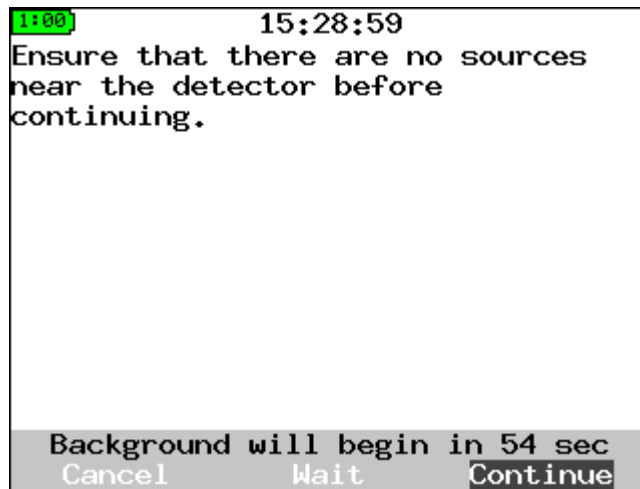 1:00 15:28:59
Ensure that there are no sources
near the detector before
continuing.
Background will begin in 54 sec
Cancel Wait Continue